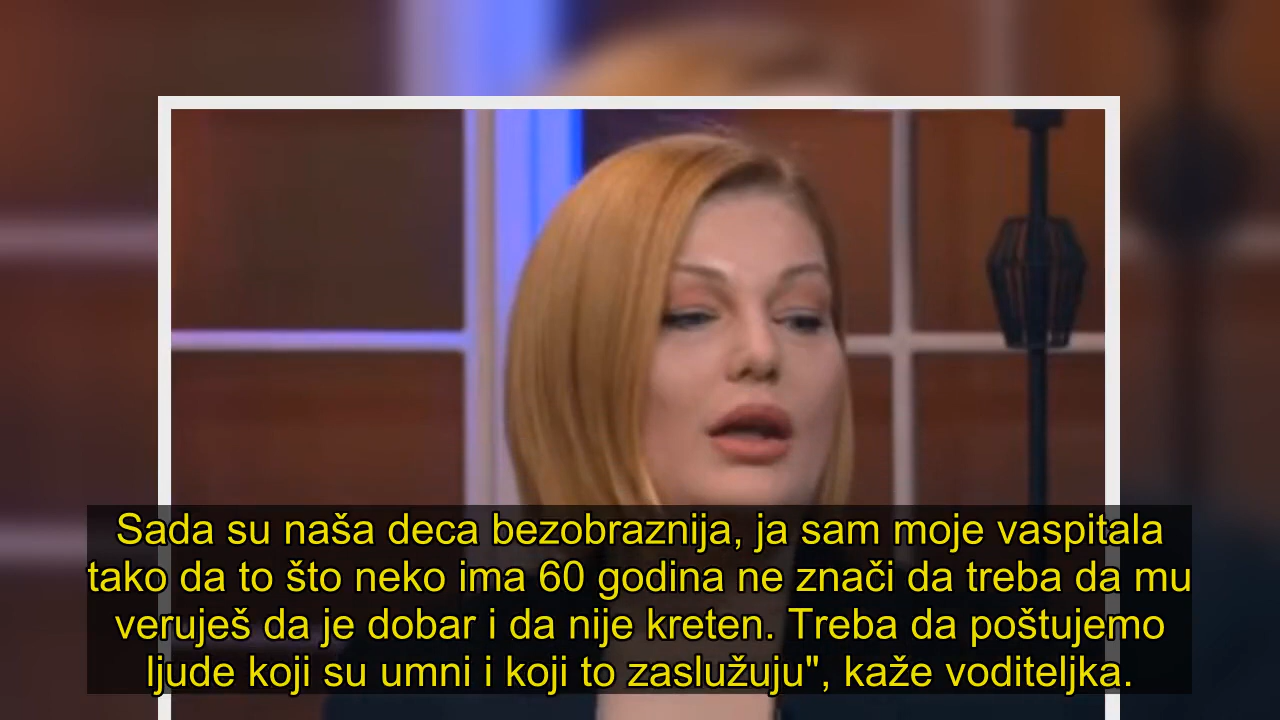 Sada su naša deca bezobraznija, ja sam moje vaspitala
tako da to što neko ima 60 godina ne znači da treba da mu
veruješ da je dobar i da nije kreten. Treba da poštujemo
ljude koji su umni i koji to zaslužuju", kaže voditeljka.